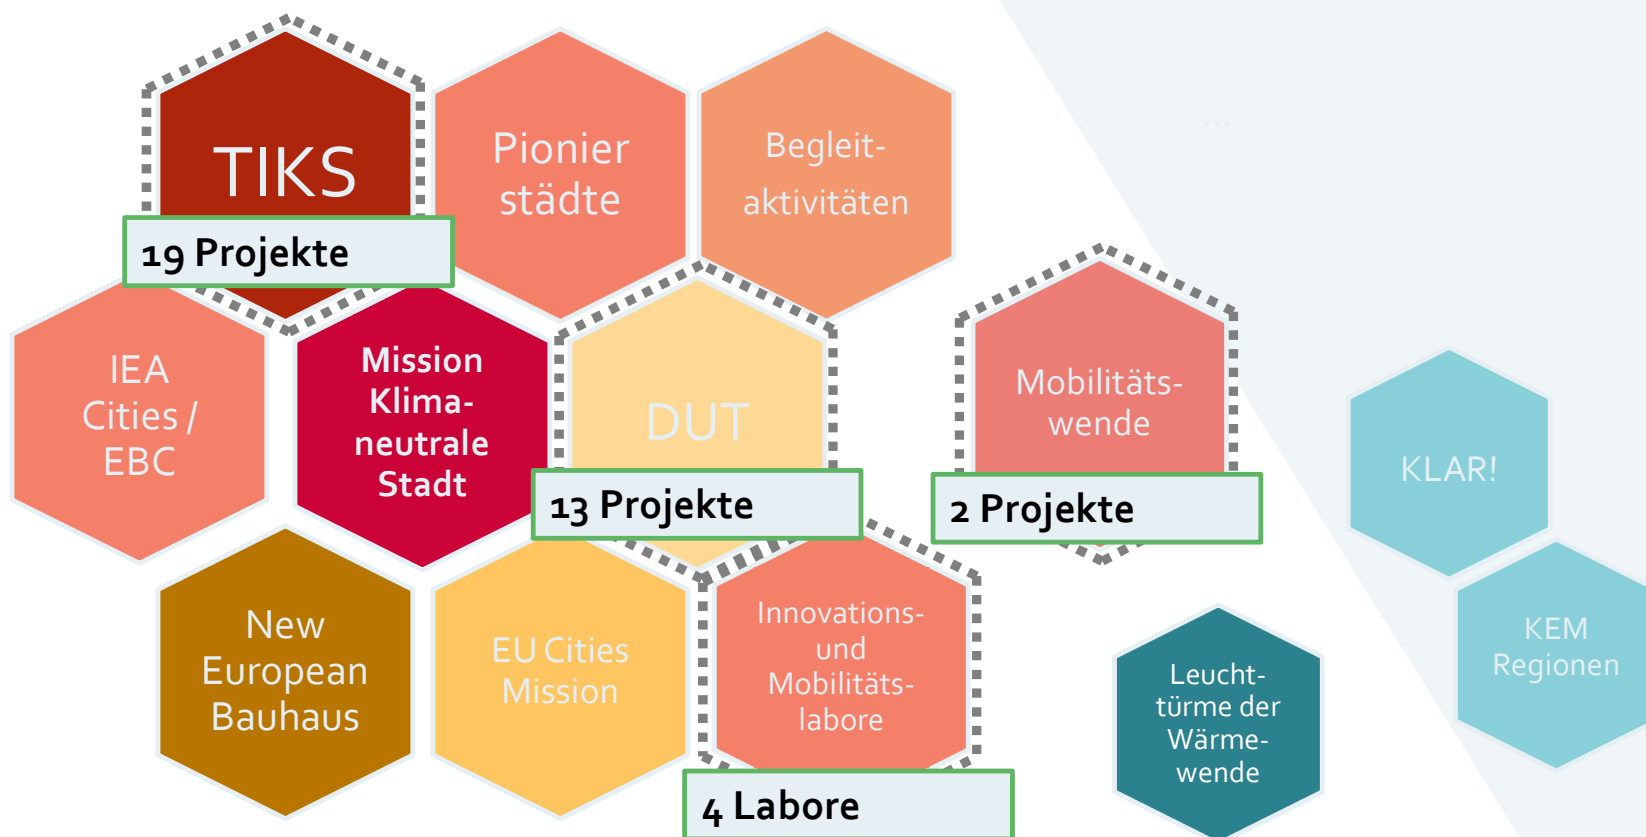 TIKS
19 Projekte
Pionier
städte
Begleit-
aktivitäten
...
IEA
Cities /
EBC
Mission
Klima-
neutrale
Stadt
DUT
13 Projekte
Mobilitäts-
wende
2 Projekte
KLAR!
New
European
Bauhaus
EU Cities
Mission
Innovations-
und
Mobilitäts-
labore
4 Labore
Leucht-
türme der
Wärme-
wende
KEM
Regionen